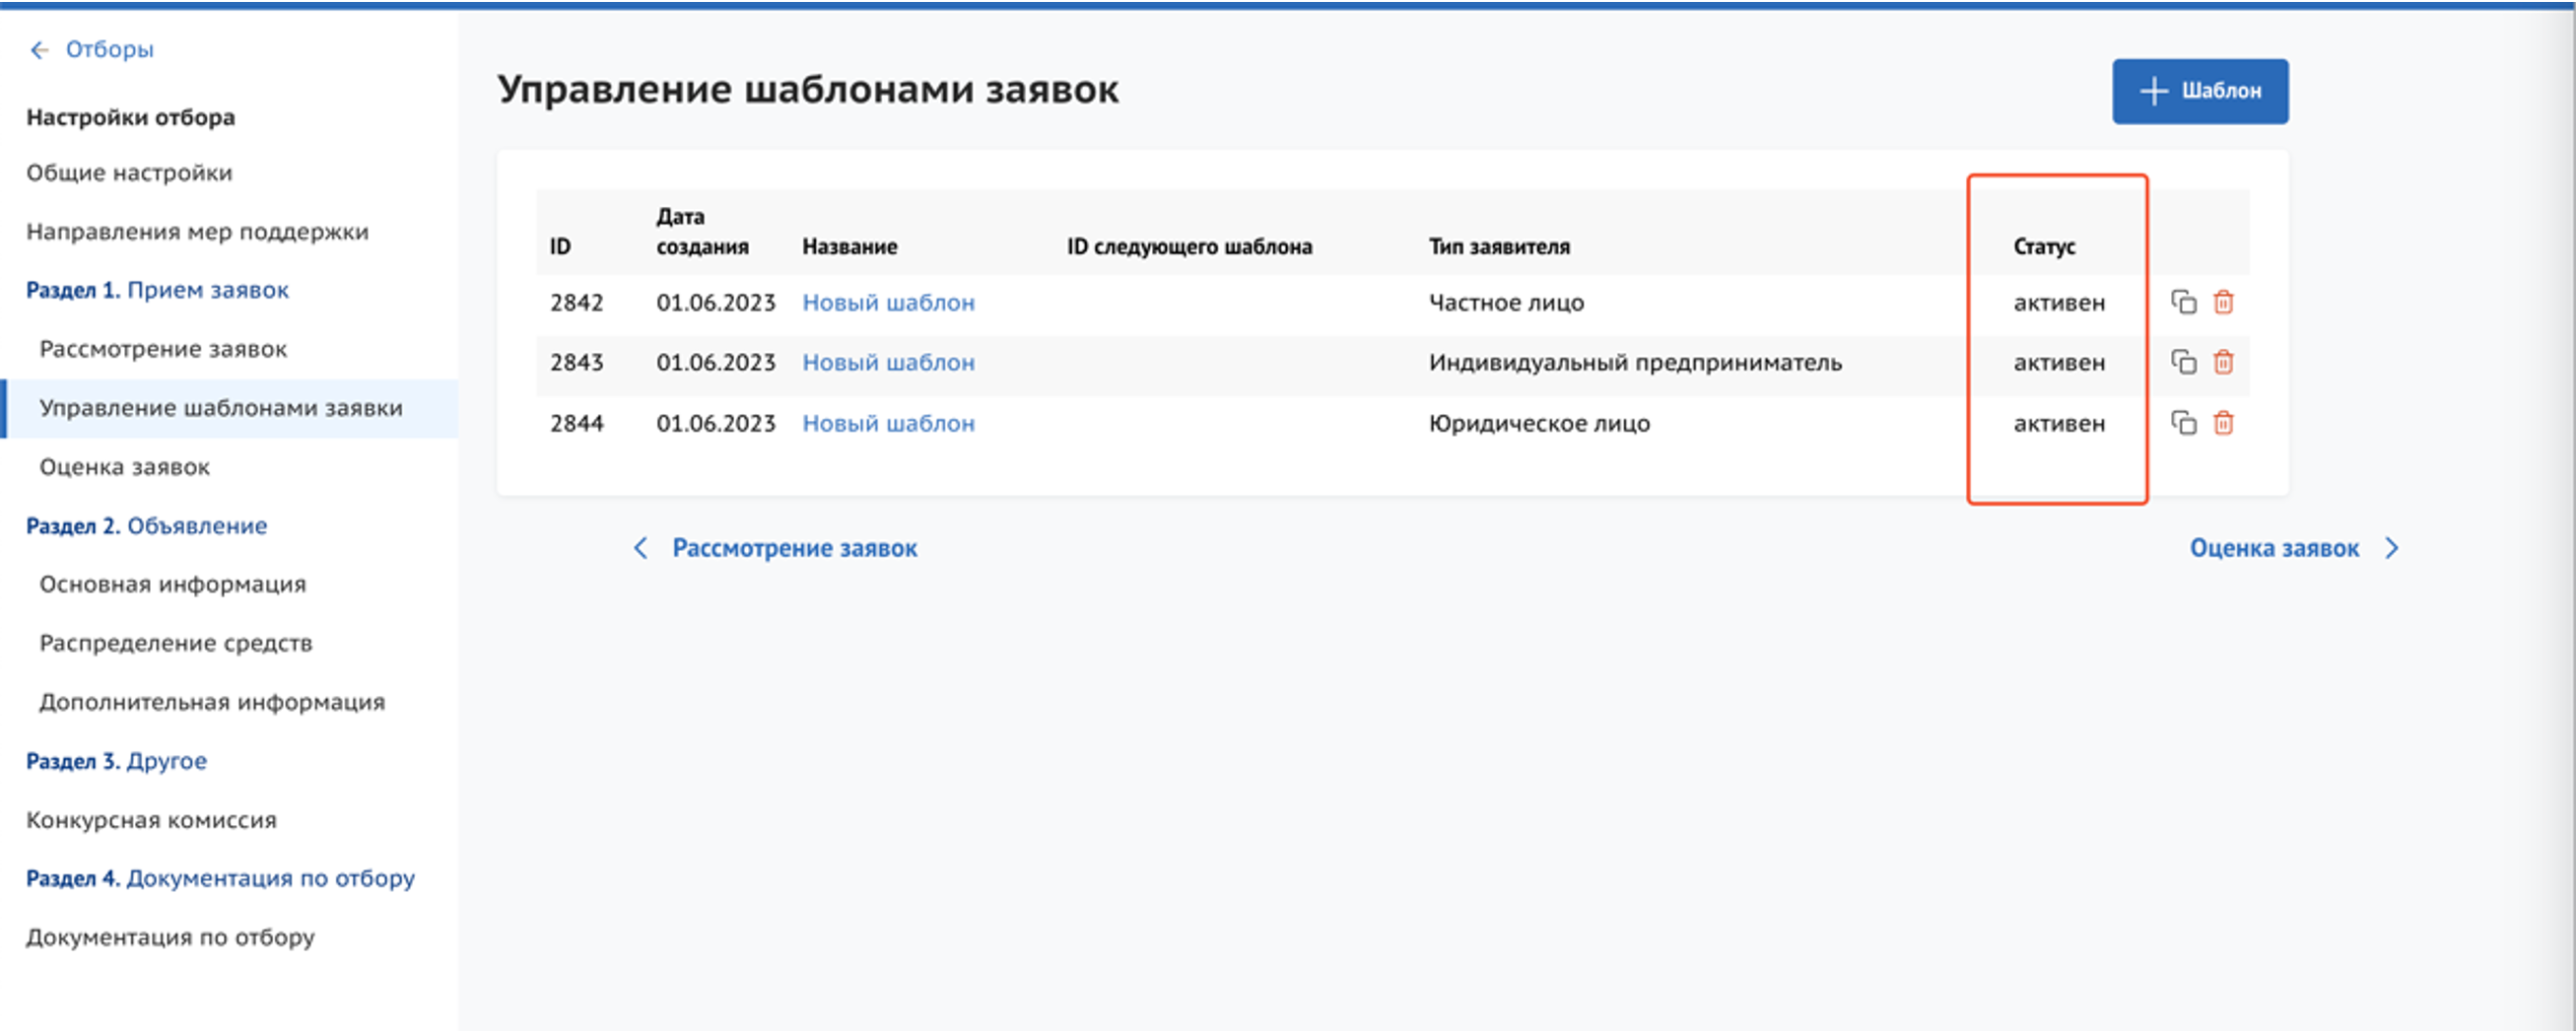 Отборы
Настройки отбора
Общие настройки
Направления мер поддержки
Раздел 1. Прием заявок
Рассмотрение заявок
Управление шаблонами заявки
Оценка заявок
Раздел 2. Объявление
Основная информация
Распределение средств
Дополнительная информация
Раздел 3. Другое
Конкурсная комиссия
Раздел 4. Документация по отбору
Документация по отбору
Управление шаблонами заявок
Шаблон
ID Дата создания Название ID следующего шаблона Тип заявителя Статус
2842 01.06.2023 Новый шаблон Частное лицо активен
2843 01.06.2023 Новый шаблон Индивидуальный предприниматель активен
2844 01.06.2023 Новый шаблон Юридическое лицо активен
Рассмотрение заявок
Оценка заявок